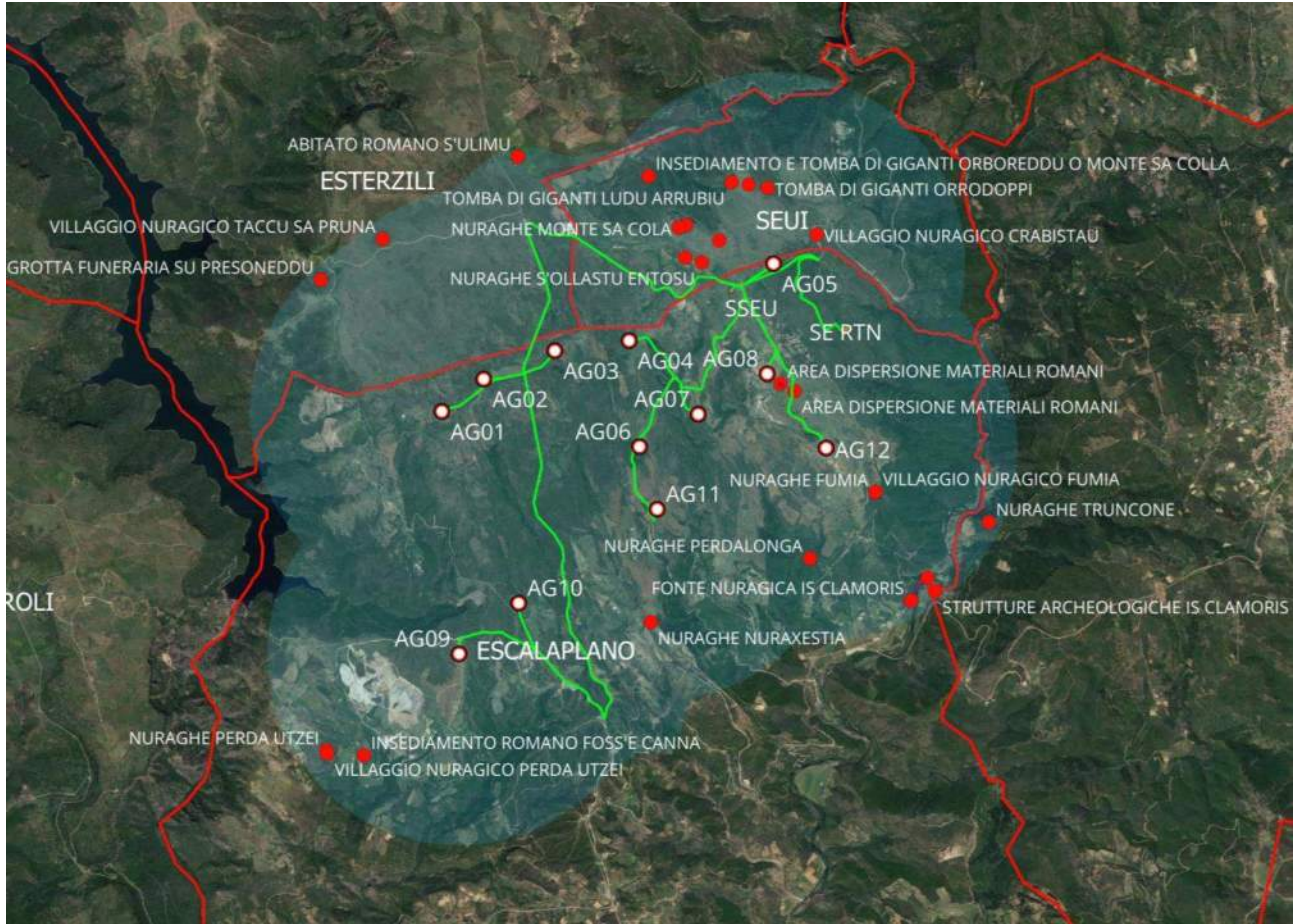 ABITATO ROMANO S'ULIMU
INSEDIAMENTO E TOMBA DI GIGANTI ORBOREDDU O MONTE SA COLLA
ESTERZILI
TOMBA DI GIGANTI ORRODOPPI
TOMBA DI GIGANTI LUDU ARRUBIU
SEUI
VILLAGGIO NURAGICO TACCU SA PRUNA
NURAGHE MONTE SA COLA
VILLAGGIO NURAGICO CRABISTAU
GROTTA FUNERARIA SU PRESONEDDU
NURAGHE S'OLLASTU ENTOSU
AG05
SSEU
SE RTN
AG03
AG04
AG08
AREA DISPERSIONE MATERIALI ROMANI
AG02
AG07
AREA DISPERSIONE MATERIALI ROMANI
AG01
AG06
AG12
NURAGHE FUMIA
VILLAGGIO NURAGICO FUMIA
AG11
NURAGHE TRUNCONE
NURAGHE PERDALONGA
AG10
FONTE NURAGICA IS CLAMORIS
ROLI
STRUTTURE ARCHEOLOGICHE IS CLAMORIS
AG09
ESCALAPLANO
NURAGHE NURAXESTIA
NURAGHE PERDA UTZEI
INSEDIAMENTO ROMANO FOSS'E CANNA
VILLAGGIO NURAGICO PERDA UTZEI